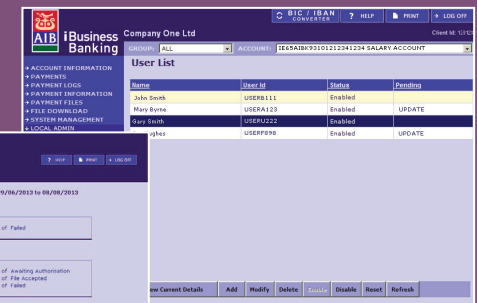 BIC / IBAN CONVERTER ? HELP PRINT LOG OFF
AIB iBusiness Banking
Company One Ltd
GROUP: ALL ACCOUNT: IE65AIBK93101212341234 SALARY ACCOUNT
User List
ACCOUNT INFORMATION
PAYMENTS
PAYMENT LOGS
PAYMENT INFORMATION
PAYMENT FILES
FILE DOWNLOAD
SYSTEM MANAGEMENT
LOCAL ADMIN
Name User Id Status Pending
John Smith USERB111 Enabled
Mary Byrne USERA123 Enabled UPDATE
Gary Smith USERU222 Enabled
ughes USERF898 Enabled UPDATE
? HELP PRINT LOG OFF
9/06/2013 to 08/08/2013
of Failed
of Awaiting Authorisation
of File Accepted
of Failed
ew Current Details Add Modify Delete Enable Disable Reset Refresh